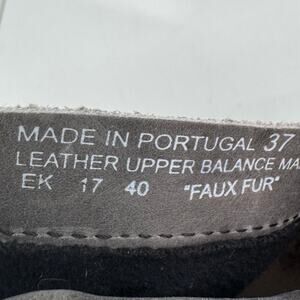 MADE IN PORTUGAL 37
LEATHER UPPER BALANCE MA
EK 17 40 "FAUX FUR"